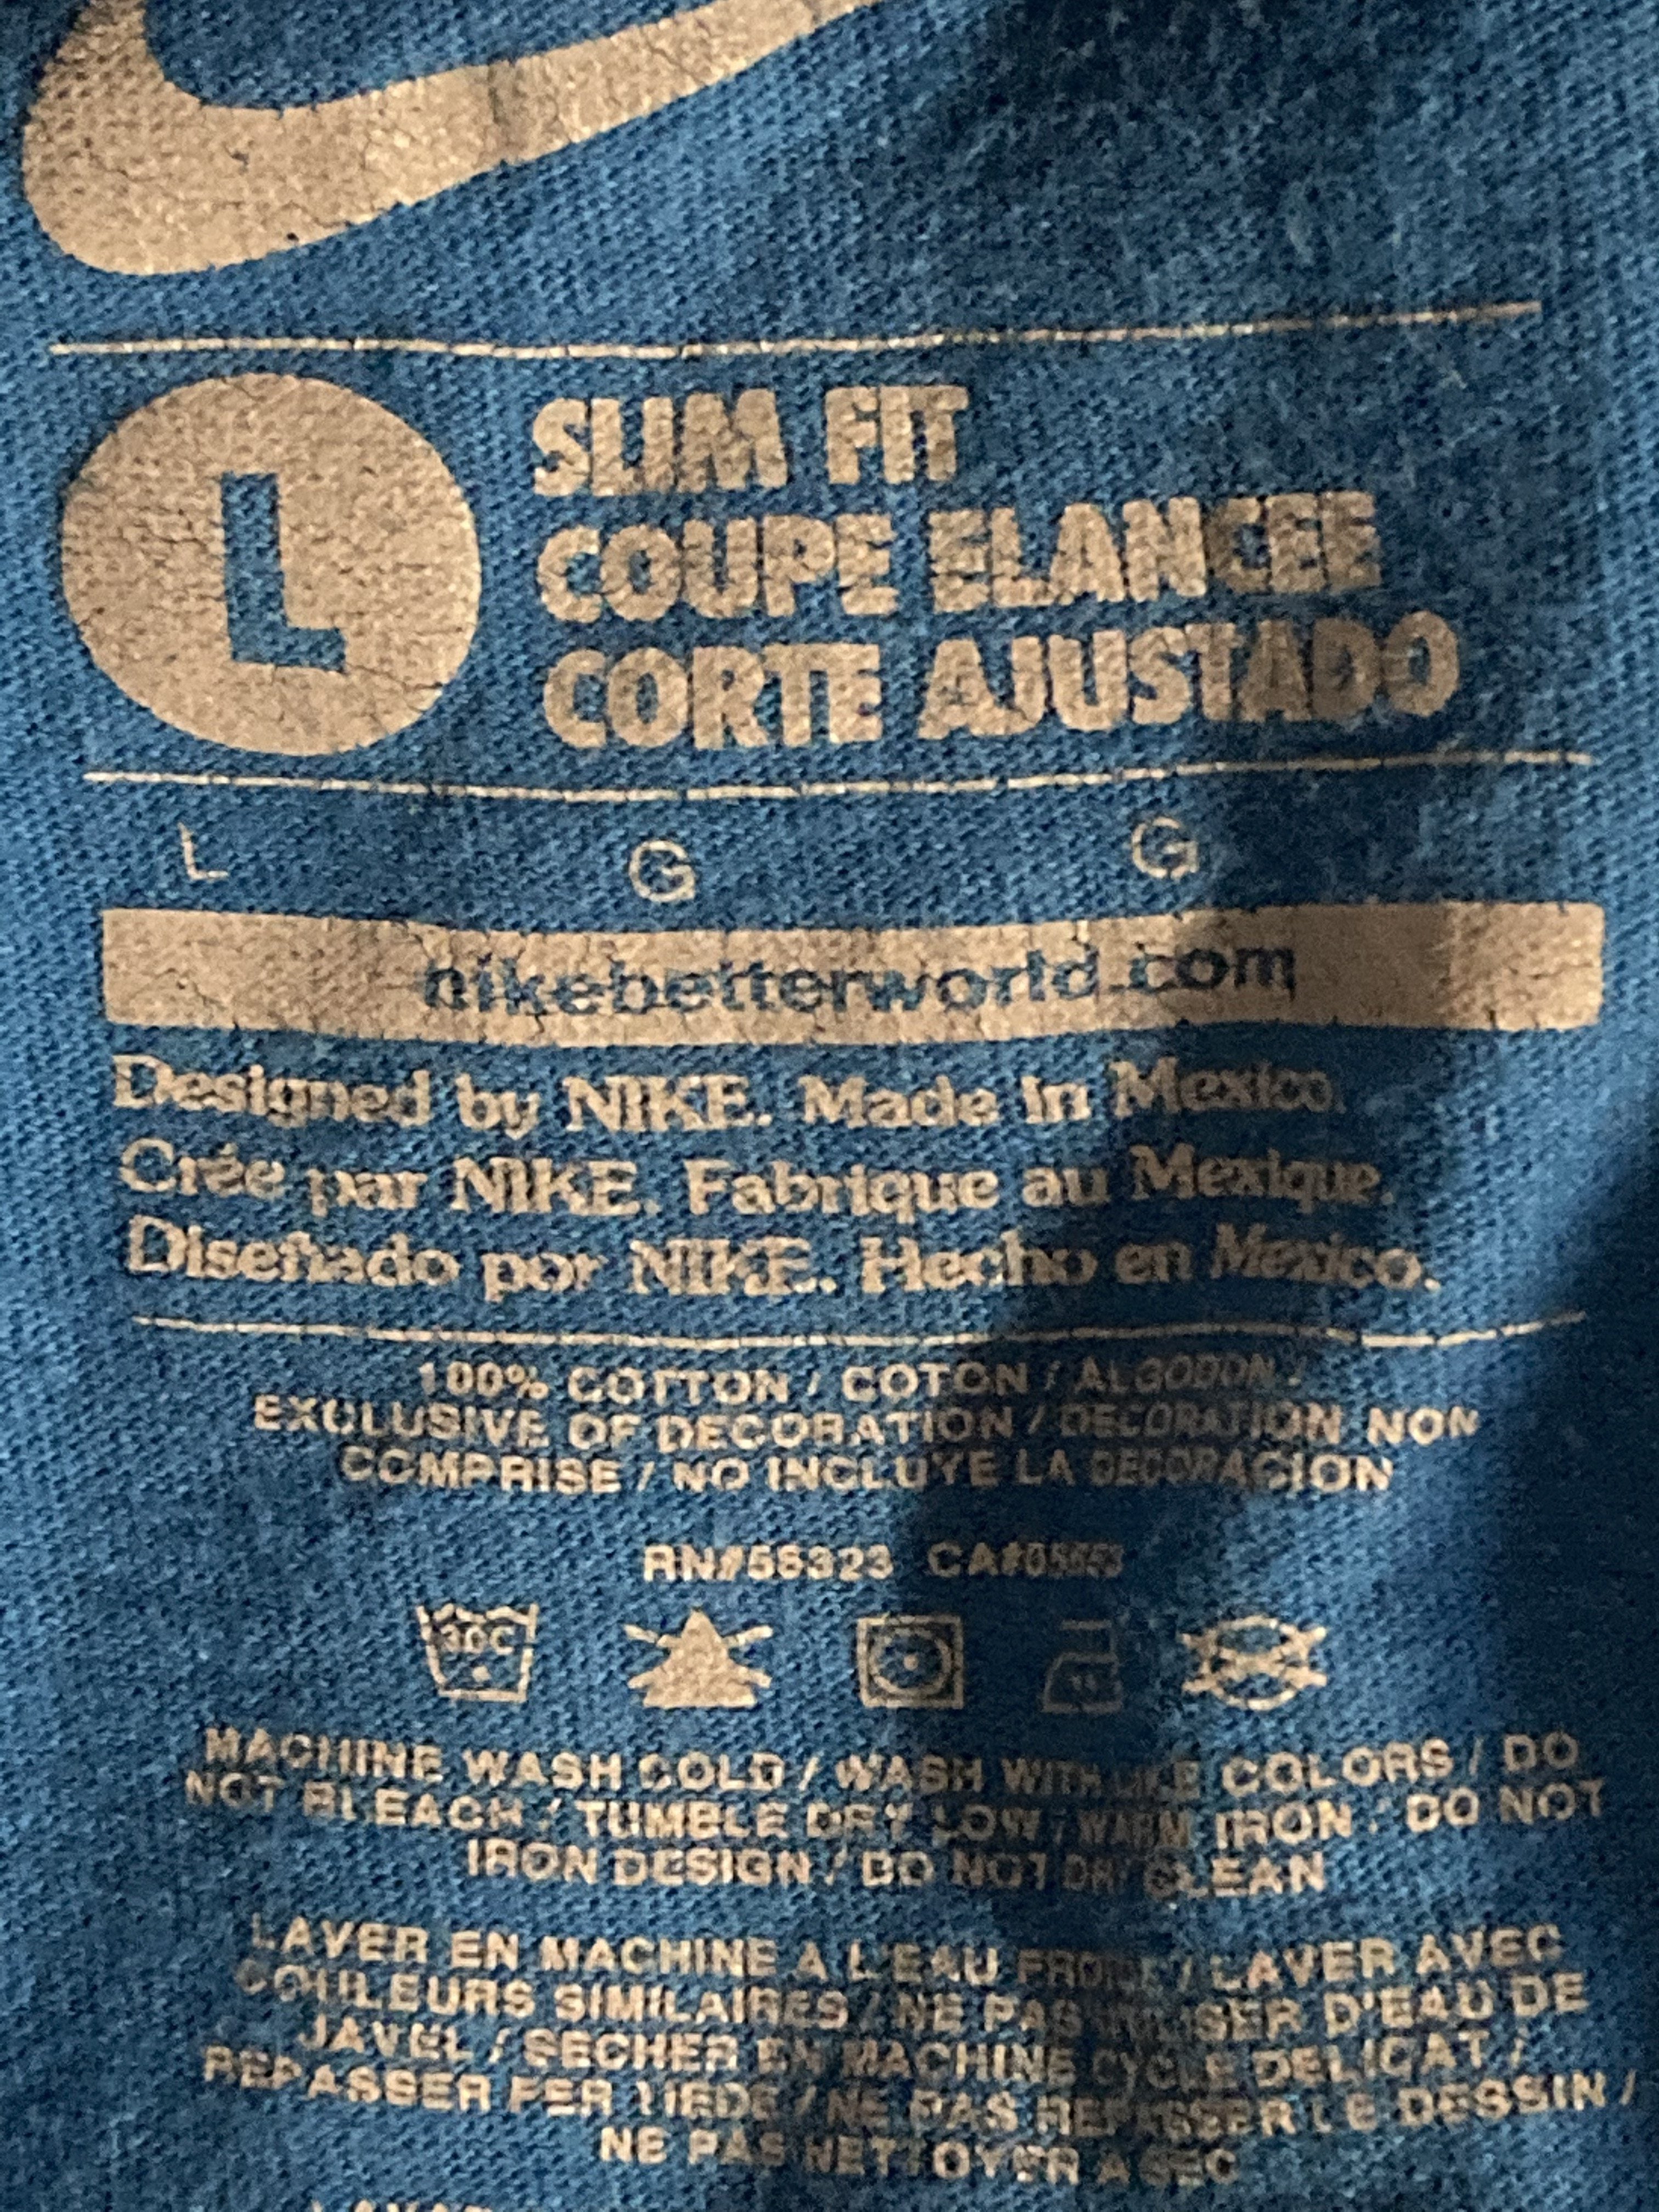 L
SLIM FIT
COUPE ELANCEE
CORTE AJUSTADO
L G G
nikebetterworld.com
Designed by NIKE. Made in Mexico.
Crée par NIKE. Fabrique au Mexique.
Diseñado por NIKE. Hecho en Mexico.
100% COTTON / COTON / ALGODON /
EXCLUSIVE OF DECORATION / DECORATION NON
COMPRISE / NO INCLUYE LA DECORACION
RN#56323
30C
MACHINE WASH COLD / WASH WITH LIKE COLORS / DO
NOT BLEACH / TUMBLE DRY LOW / WARM IRON / DO NOT
IRON DESIGN / DO NOT DRY CLEAN
LAVER EN MACHINE A L'EAU FROIDE / LAVER AVEC
COULEURS SIMILAIRES / NE PAS UTILISER D'EAU DE
JAVEL / SECHER EN MACHINE CYCLE DELICAT /
REPASSER FER TIEDE / NE PAS REPASSER LE DESSIN /
NE PAS NETTOYER A SEC